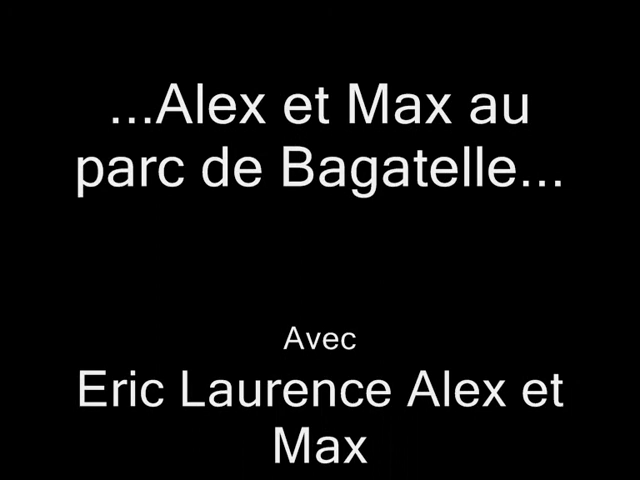 ...Alex et Max au
parc de Bagatelle...
Avec
Eric Laurence Alex et
Max